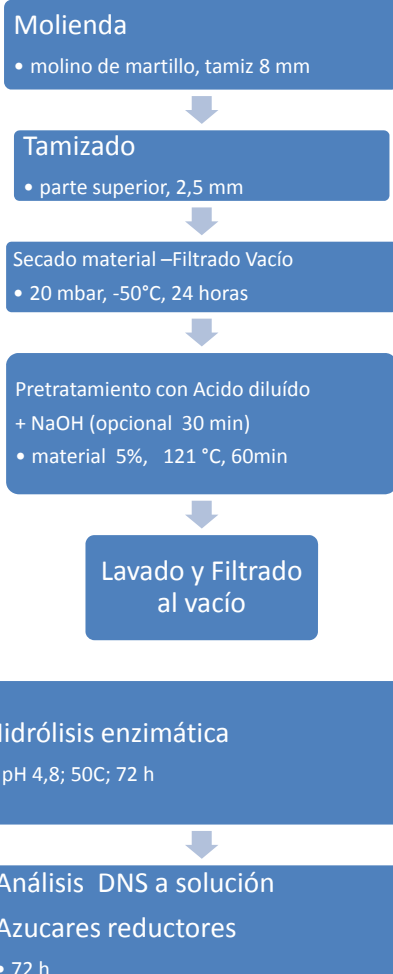 Molienda
• molino de martillo, tamiz 8 mm
Tamizado
• parte superior, 2,5 mm
Secado material –Filtrado Vacío
• 20 mbar, -50°C, 24 horas
Pretratamiento con Acido diluído
+ NaOH (opcional 30 min)
• material 5%, 121 °C, 60min
Lavado y Filtrado
al vacío
Hidrólisis enzimática
pH 4,8; 50C; 72 h
Análisis DNS a solución
Azucares reductores
• 72 h